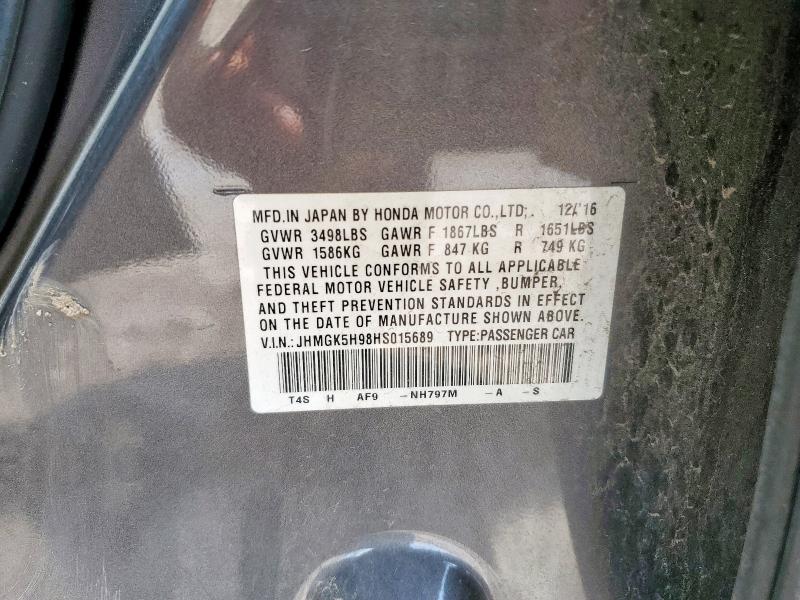 MFD.IN JAPAN BY HONDA MOTOR CO.,LTD;. 12/'16
GVWR 3498LBS GAWR F 1867LBS R 1651LBS
GVWR 1586KG GAWR F 847 KG R 749 KG
THIS VEHICLE CONFORMS TO ALL APPLICABLE
FEDERAL MOTOR VEHICLE SAFETY ,BUMPER,
AND THEFT PREVENTION STANDARDS IN EFFECT
ON THE DATE OF MANUFACTURE SHOWN ABOVE.
V.I.N.: JHMGK5H98HS015689 TYPE:PASSENGER CAR
T4S H AF9 -NH797M -A -S